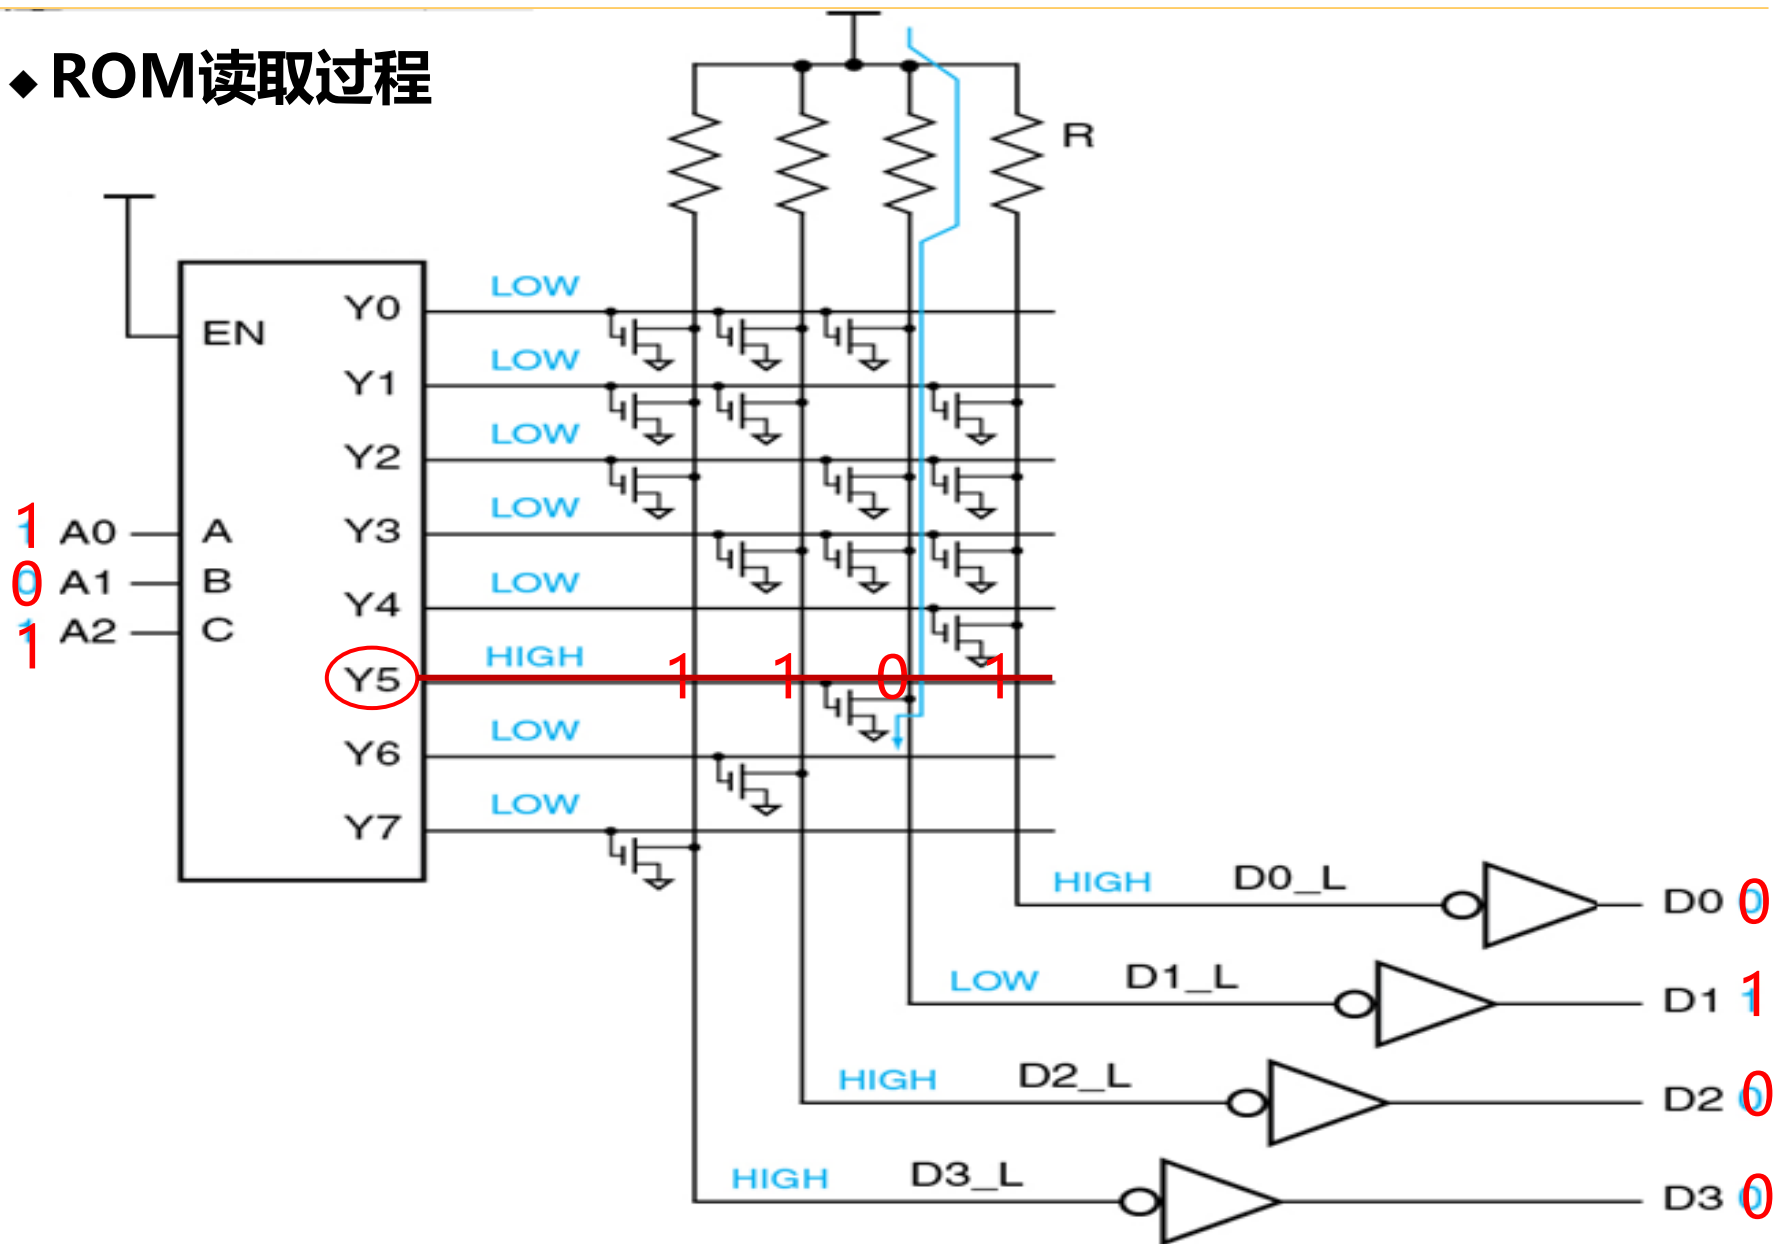 ◆ ROM读取过程
R
EN
Y0 LOW
Y1 LOW
Y2 LOW
1 A0 A Y3 LOW
0 A1 B Y4 LOW
1 A2 C
Y5 HIGH 1 1 0 1
Y6 LOW
Y7 LOW
HIGH D0_L D0 0
LOW D1_L D1 1
HIGH D2_L D2 0
HIGH D3_L D3 0